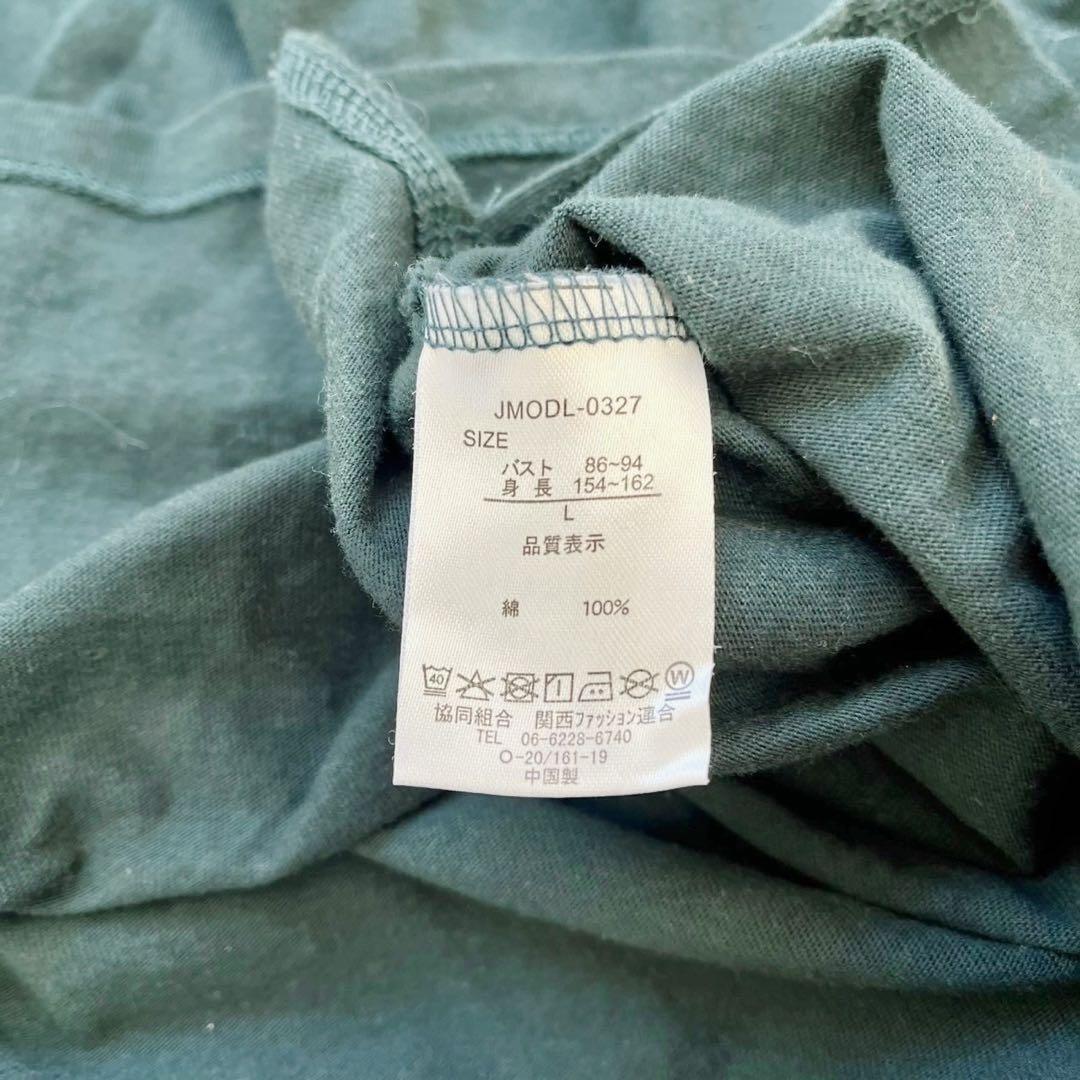 JMODL-0327
SIZE
バスト 86~94
身長 154~162
L
品質表示
綿 100%
40 W
協同組合 関西ファッション連合
TEL 06-6228-6740
O-20/161-19
中国製